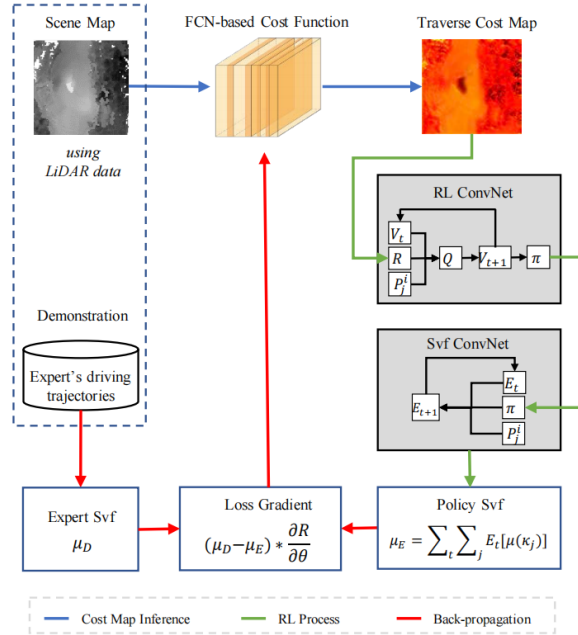 Scene Map
FCN-based Cost Function
Traverse Cost Map
using
LiDAR data
RL ConvNet
V_t
R
Q
V_{t+1}
π
P_j^i
Demonstration
Expert's driving
trajectories
Svf ConvNet
E_t
E_{t+1}
π
P_j^i
Expert Svf
μ_D
Loss Gradient
(μ_D−μ_E) * ∂R/∂θ
Policy Svf
μ_E = ∑_t ∑_j E_t[μ(κ_j)]
Cost Map Inference
RL Process
Back-propagation